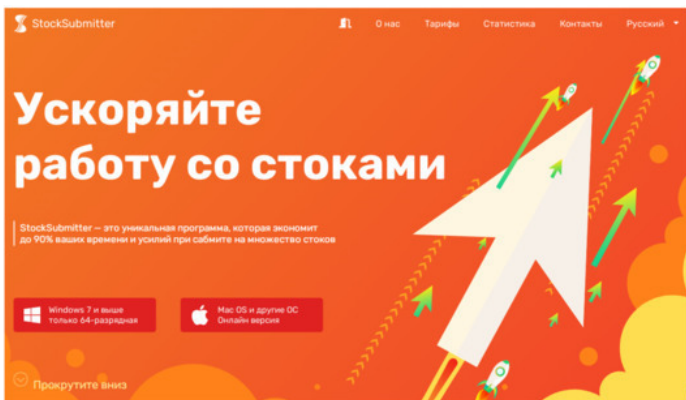 StockSubmitter
О нас Тарифы Статистика Контакты Русский
Ускоряйте
работу со стоками
StockSubmitter — это уникальная программа, которая экономит
до 90% ваших времени и усилий при сабмите на множество стоков
Windows 7 и выше
только 64-разрядная
Mac OS и другие ОС
Онлайн версия
Прокрутите вниз